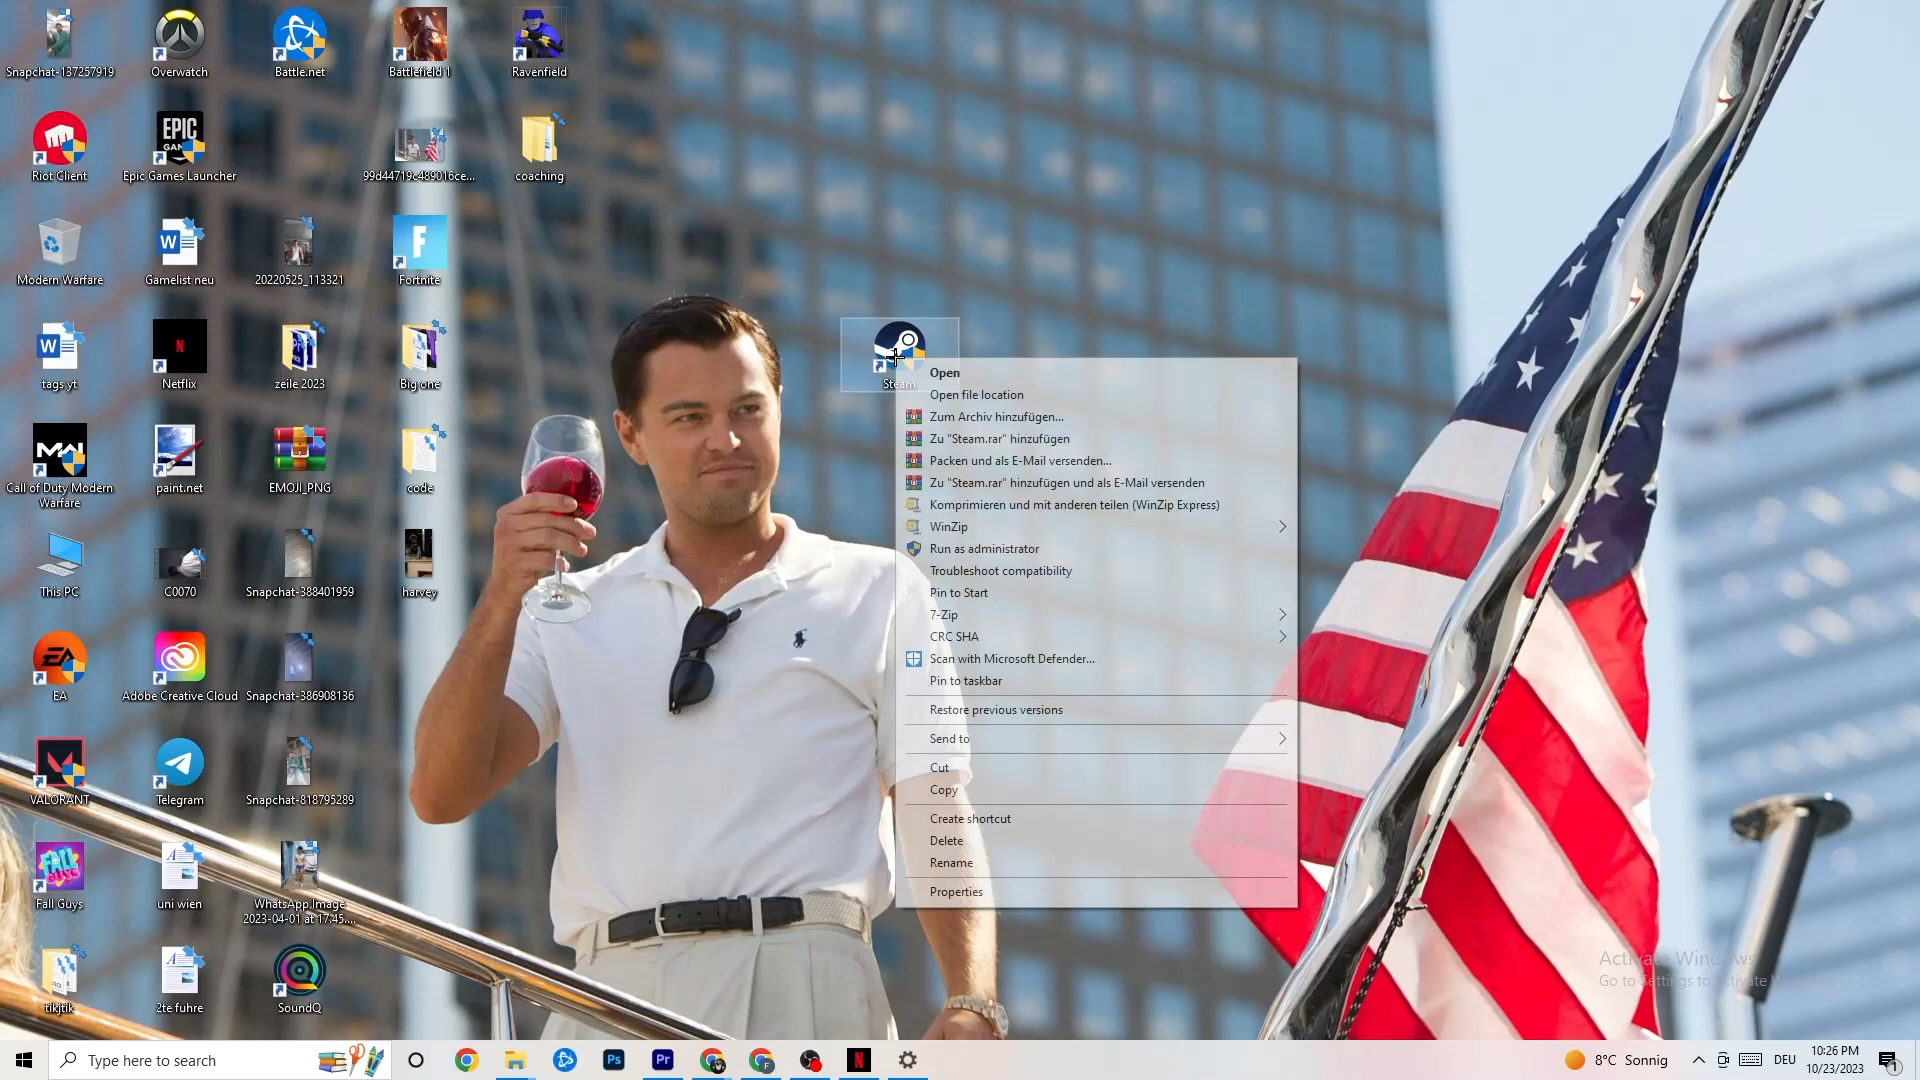 Snapchat-137257919
Overwatch
Battle.net
Battlefield 1
Ravenfield
Riot Client
EPIC
GAM
Epic Games Launcher
99d44719c489016ce...
coaching
Modern Warfare
Gamelist neu
20220525_113321
Fortnite
tags yt
Netflix
zeile 2023
Big one
Steam
Call of Duty Modern
Warfare
paint.net
EMOJI_PNG
code
This PC
C0070
Snapchat-388401959
harvey
EA
Adobe Creative Cloud
Snapchat-386908136
VALORANT
Telegram
Snapchat-818795289
Fall Guys
uni wien
WhatsApp Image
2023-04-01 at 17.45....
tikjtik
2te fuhre
SoundQ
Open
Open file location
Zum Archiv hinzufügen...
Zu "Steam.rar" hinzufügen
Packen und als E-Mail versenden...
Zu "Steam.rar" hinzufügen und als E-Mail versenden
Komprimieren und mit anderen teilen (WinZip Express)
WinZip
Run as administrator
Troubleshoot compatibility
Pin to Start
7-Zip
CRC SHA
Scan with Microsoft Defender...
Pin to taskbar
Restore previous versions
Send to
Cut
Copy
Create shortcut
Delete
Rename
Properties
Activate Windows
Go to Settings to activate
Type here to search
Ps
Pr
8°C Sonnig
DEU
10:26 PM
10/23/2023
1